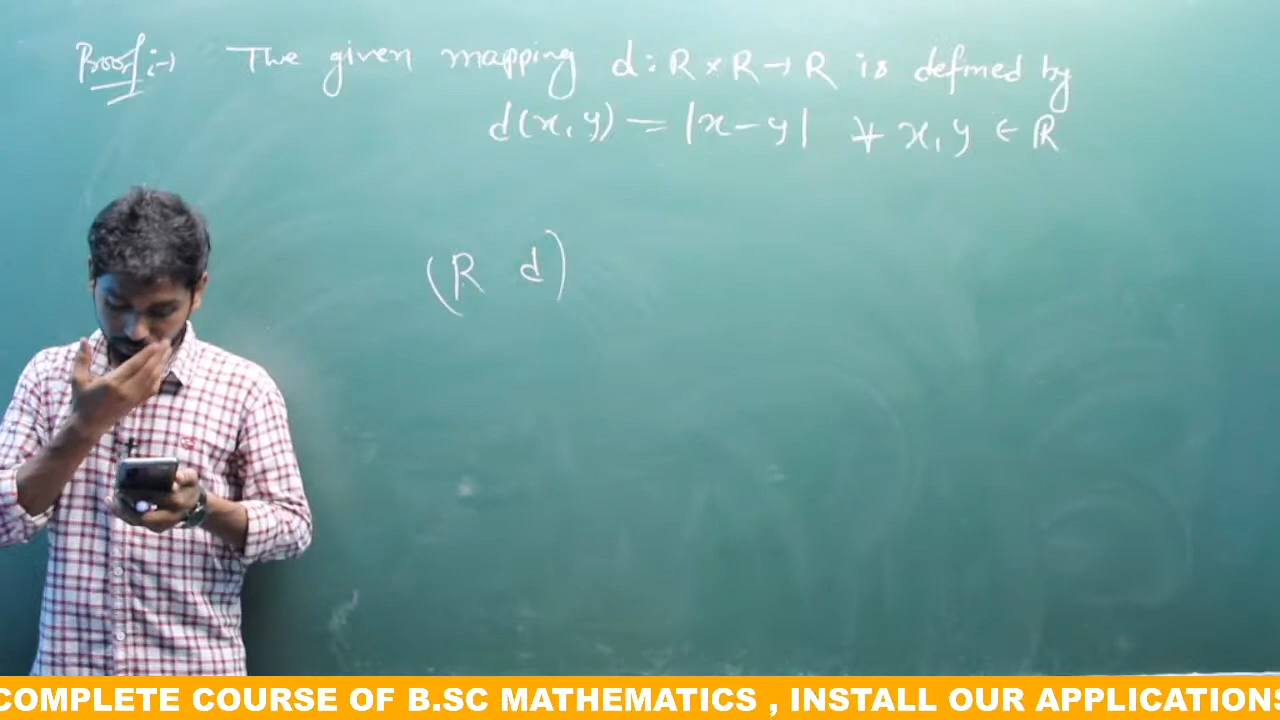 Proof :-) The given mapping d : R × R → R is defined by
d(x, y) = |x - y| ∀ x, y ∈ R
(R d)
COMPLETE COURSE OF B.SC MATHEMATICS , INSTALL OUR APPLICATIONS